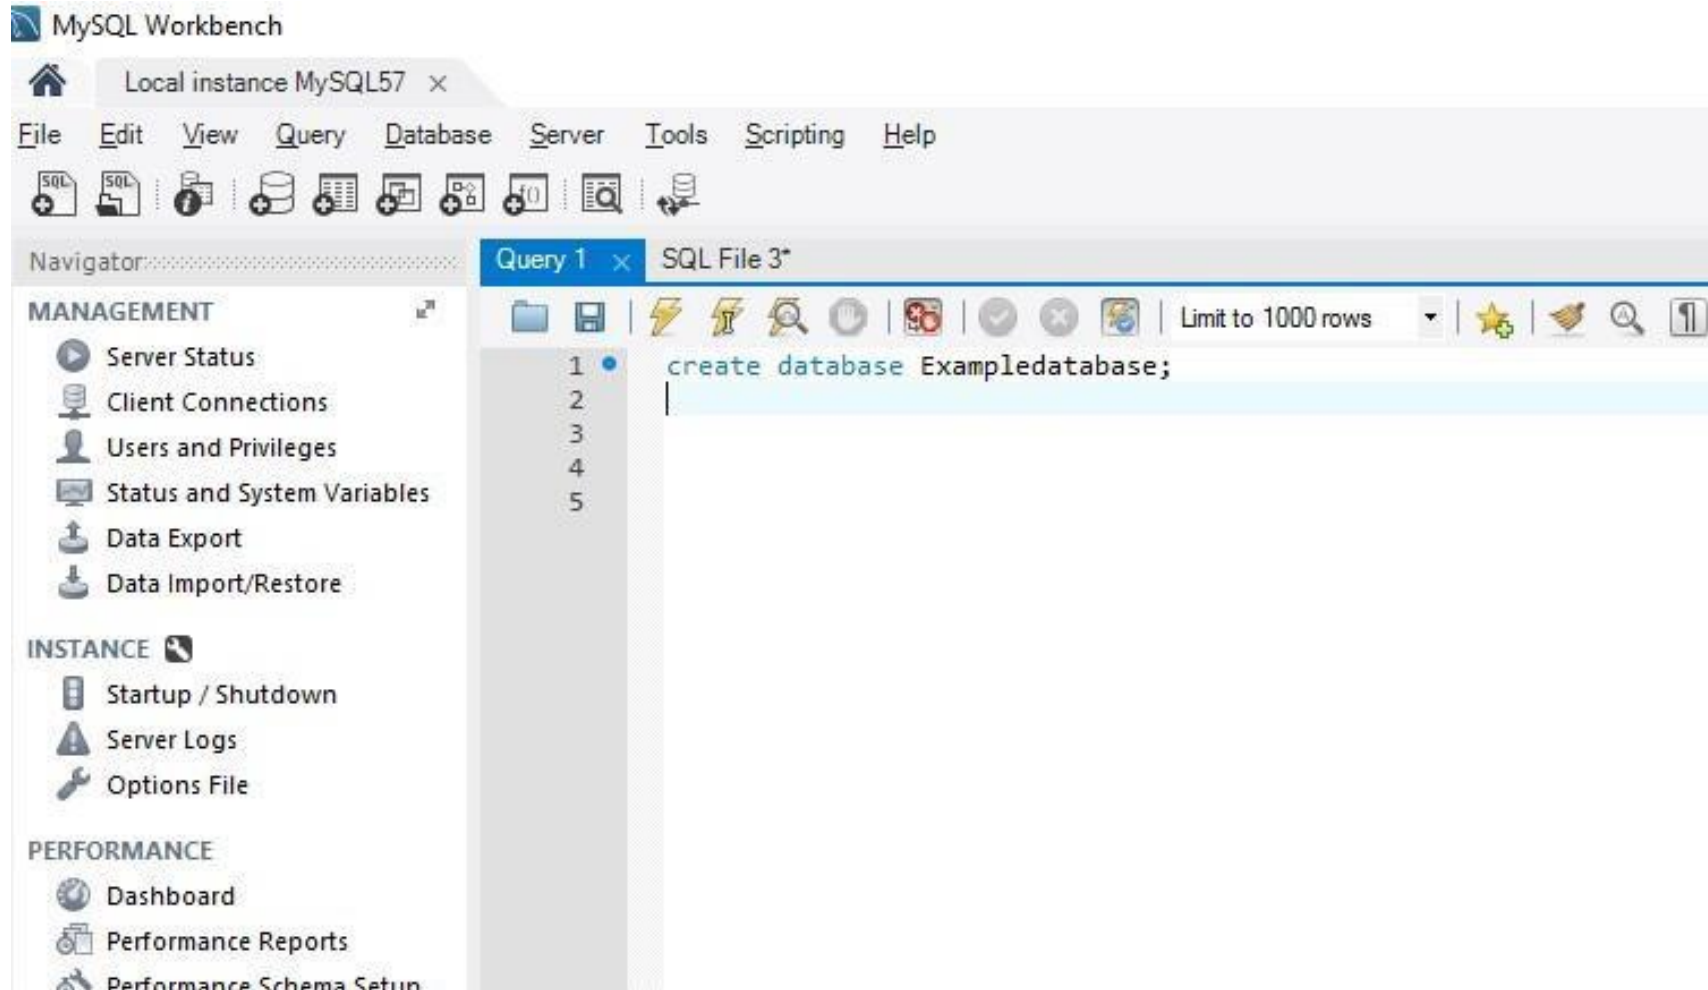 MySQL Workbench
Local instance MySQL57
File Edit View Query Database Server Tools Scripting Help
SQL SQL f()
Navigator
Query 1 SQL File 3*
MANAGEMENT
Limit to 1000 rows
Server Status
Client Connections
Users and Privileges
Status and System Variables
Data Export
Data Import/Restore
INSTANCE
Startup / Shutdown
Server Logs
Options File
PERFORMANCE
Dashboard
Performance Reports
Performance Schema Setup
1 create database Exampledatabase;
2
3
4
5